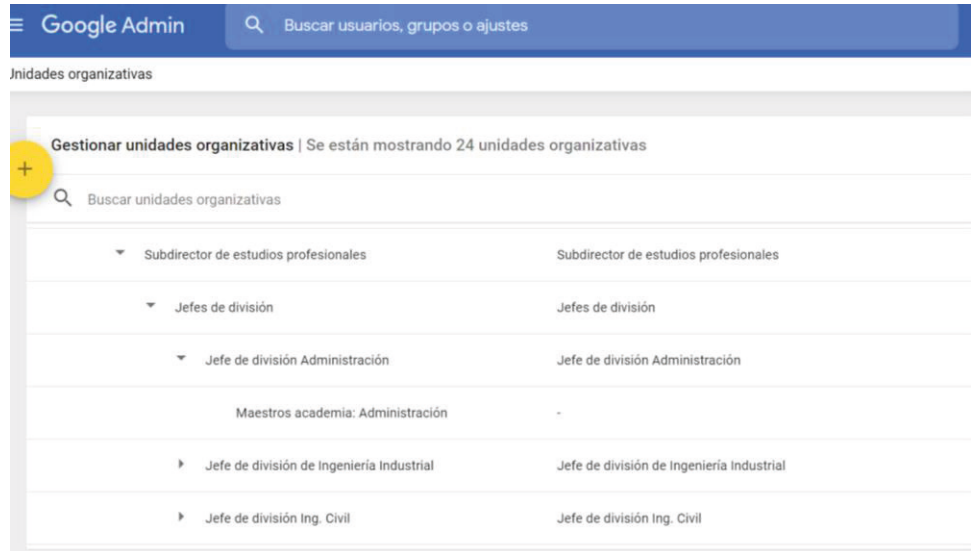 Google Admin
Buscar usuarios, grupos o ajustes
Unidades organizativas
Gestionar unidades organizativas | Se están mostrando 24 unidades organizativas
+
Buscar unidades organizativas
Subdirector de estudios profesionales Subdirector de estudios profesionales
Jefes de división Jefes de división
Jefe de división Administración Jefe de división Administración
Maestros academia: Administración -
Jefe de división de Ingeniería Industrial Jefe de división de Ingeniería Industrial
Jefe de división Ing. Civil Jefe de división Ing. Civil